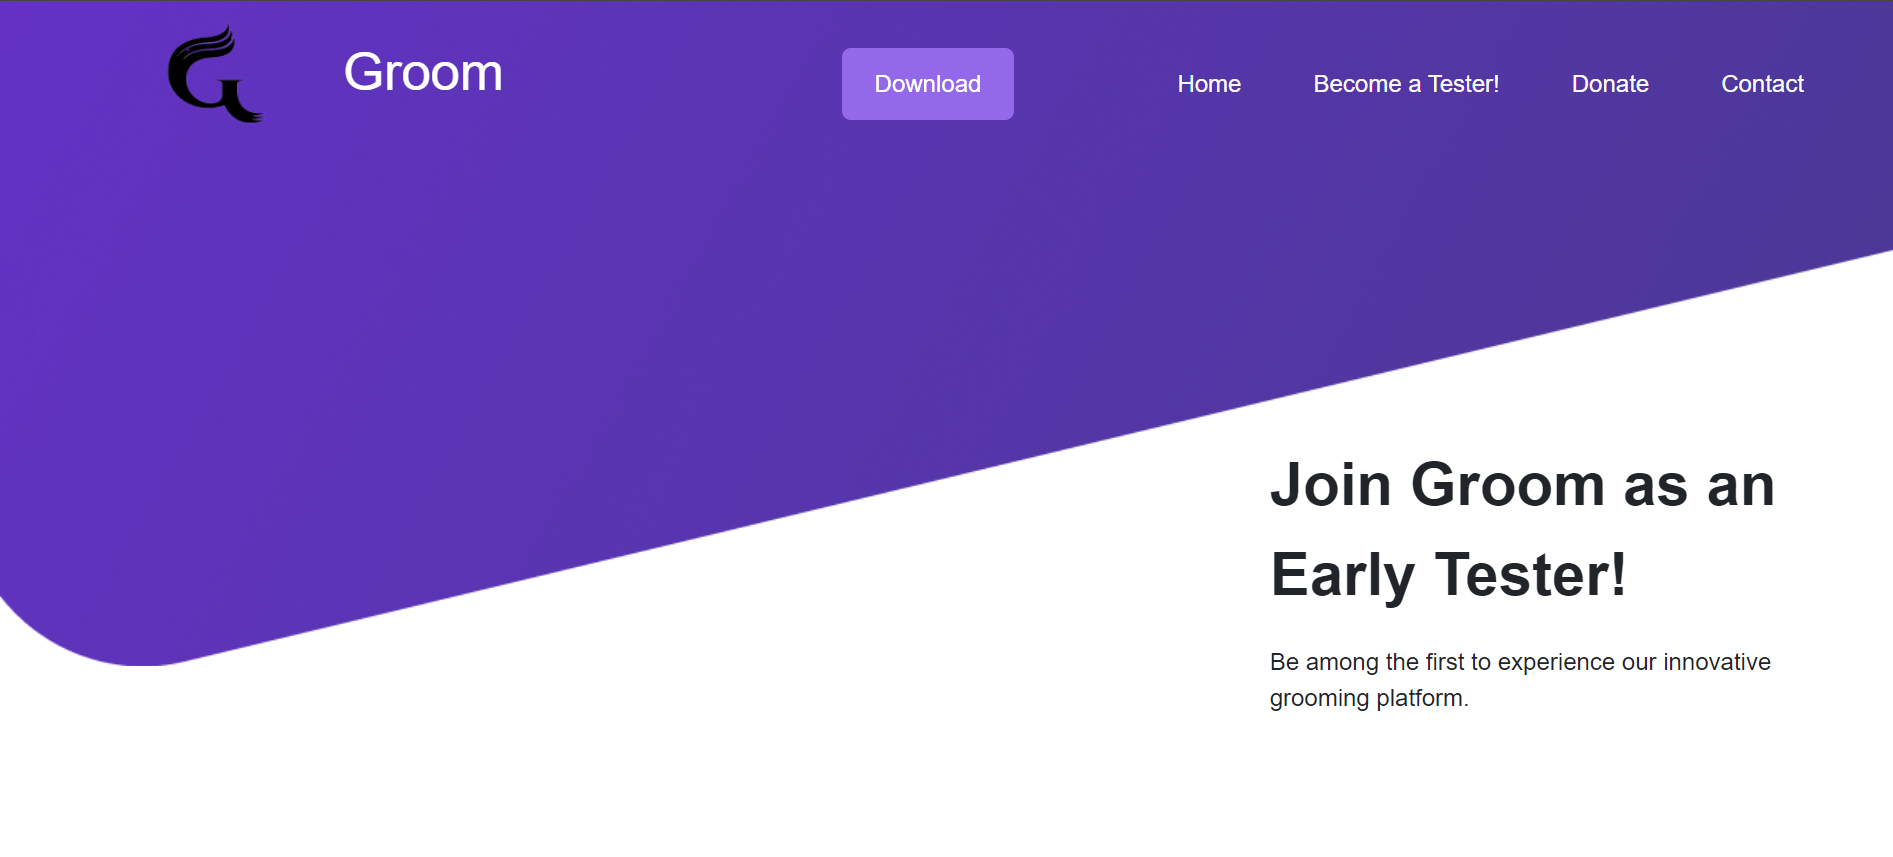 Groom
Download
Home
Become a Tester!
Donate
Contact
Join Groom as an
Early Tester!
Be among the first to experience our innovative
grooming platform.